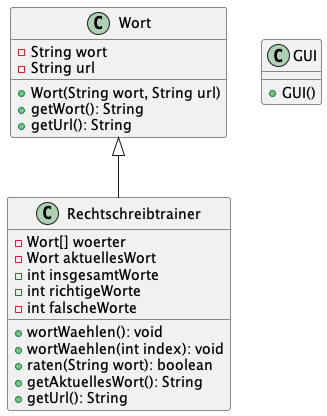 C Wort
String wort
String url
Wort(String wort, String url)
getWort(): String
getUrl(): String
C GUI
GUI()
C Rechtschreibtrainer
Wort[] woerter
Wort aktuellesWort
int insgesamtWorte
int richtigeWorte
int falscheWorte
wortWaehlen(): void
wortWaehlen(int index): void
raten(String wort): boolean
getAktuellesWort(): String
getUrl(): String